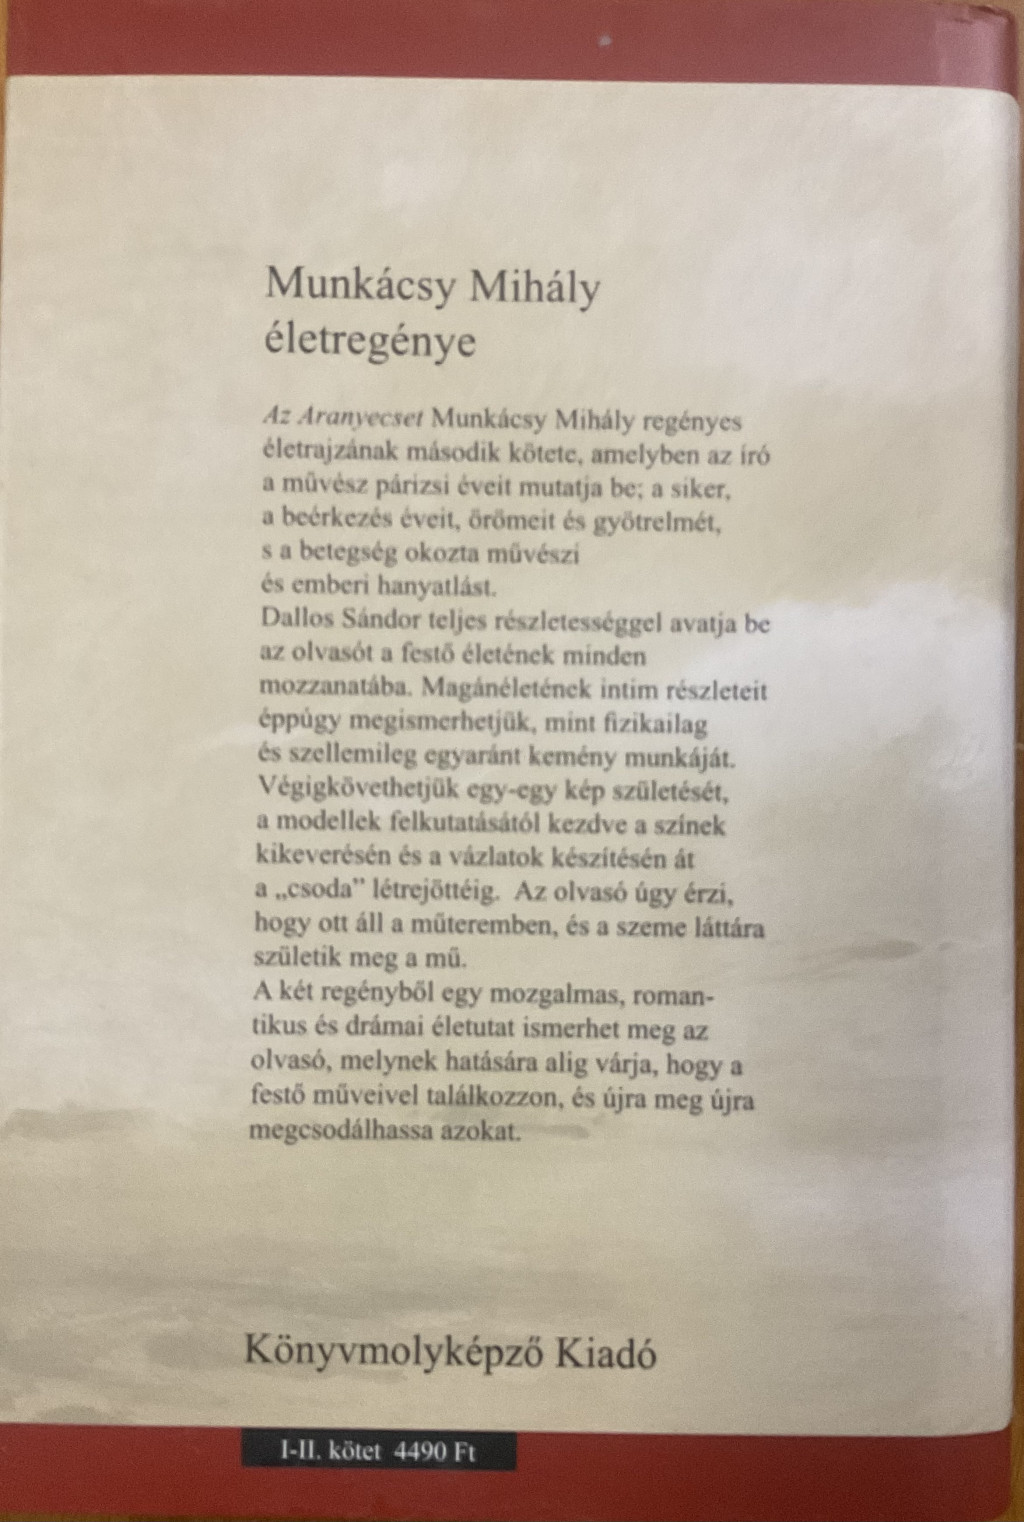 Munkácsy Mihály
életregénye
Az Aranyecset Munkácsy Mihály regényes
életrajzának második kötete, amelyben az író
a művész párizsi éveit mutatja be; a siker,
a beérkezés éveit, örömeit és gyötrelmét,
s a betegség okozta művészi
és emberi hanyatlást.
Dallos Sándor teljes részletességgel avatja be
az olvasót a festő életének minden
mozzanatába. Magánéletének intim részleteit
éppúgy megismerhetjük, mint fizikailag
és szellemileg egyaránt kemény munkáját.
Végigkövethetjük egy-egy kép születését,
a modellek felkutatásától kezdve a színek
kikeverésén és a vázlatok készítésén át
a „csoda” létrejöttéig. Az olvasó úgy érzi,
hogy ott áll a műteremben, és a szeme láttára
születik meg a mű.
A két regényből egy mozgalmas, roman-
tikus és drámai életutat ismerhet meg az
olvasó, melynek hatására alig várja, hogy a
festő műveivel találkozzon, és újra meg újra
megcsodálhassa azokat.
Könyvmolyképző Kiadó
I-II. kötet 4490 Ft